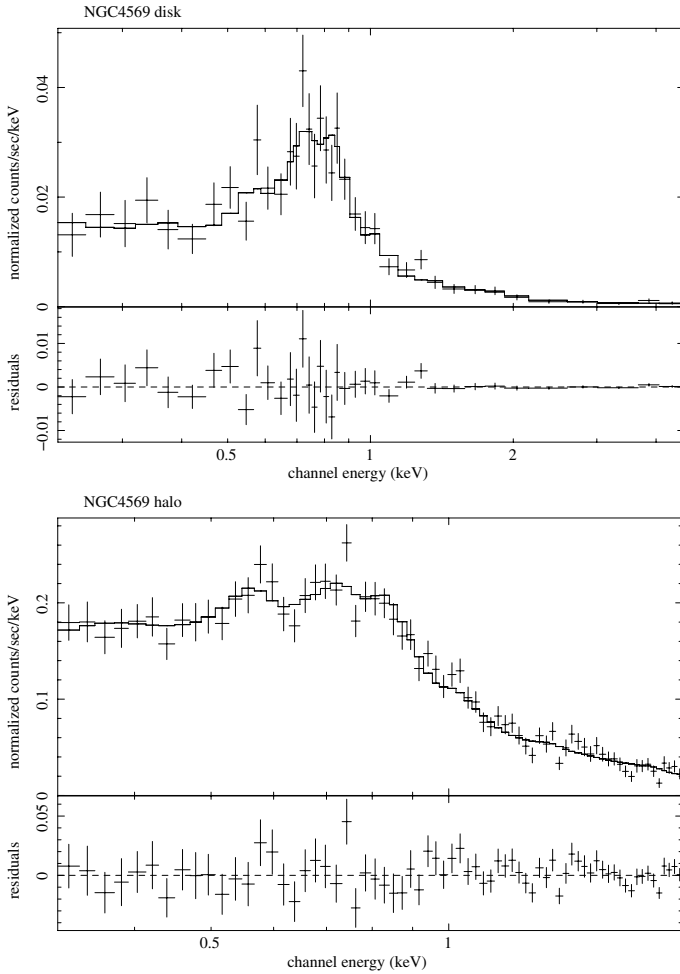 NGC4569 disk
normalized counts/sec/keV
0.04
0.02
0
residuals
0.01
0
−0.01
0.5 1 2
channel energy (keV)
NGC4569 halo
normalized counts/sec/keV
0.2
0.1
0
residuals
0.05
0
0.5 1
channel energy (keV)